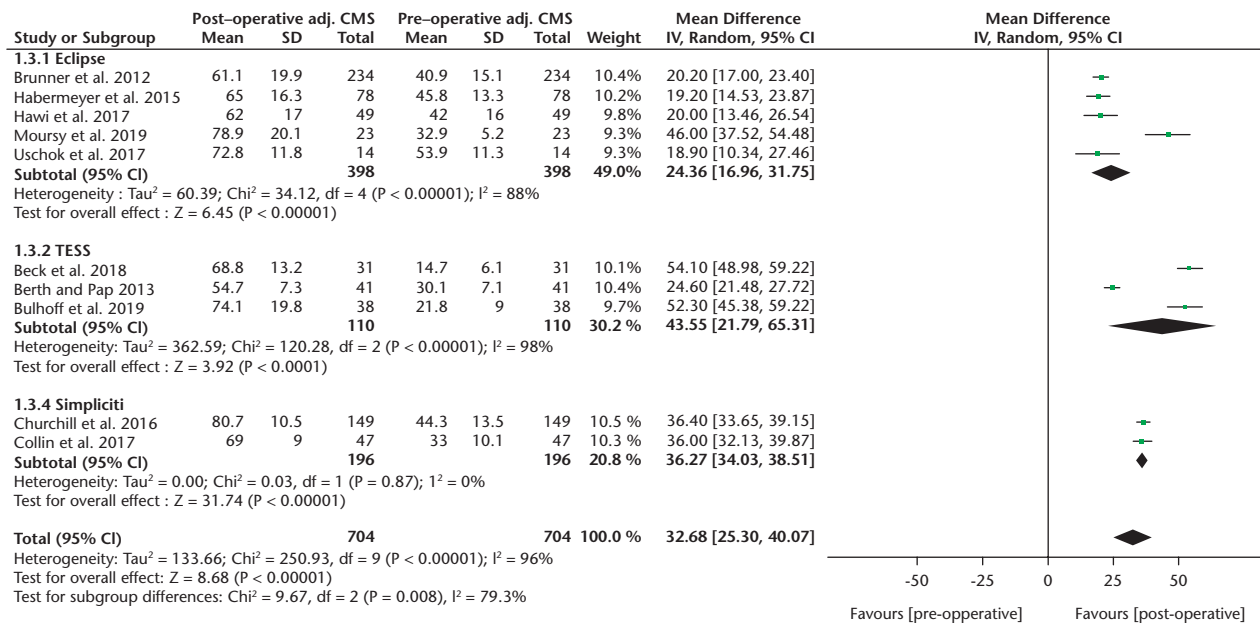 Post–operative adj. CMS Pre–operative adj. CMS Mean Difference Mean Difference
Study or Subgroup Mean SD Total Mean SD Total Weight IV, Random, 95% CI IV, Random, 95% CI
1.3.1 Eclipse
Brunner et al. 2012 61.1 19.9 234 40.9 15.1 234 10.4% 20.20 [17.00, 23.40]
Habermeyer et al. 2015 65 16.3 78 45.8 13.3 78 10.2% 19.20 [14.53, 23.87]
Hawi et al. 2017 62 17 49 42 16 49 9.8% 20.00 [13.46, 26.54]
Moursy et al. 2019 78.9 20.1 23 32.9 5.2 23 9.3% 46.00 [37.52, 54.48]
Uschok et al. 2017 72.8 11.8 14 53.9 11.3 14 9.3% 18.90 [10.34, 27.46]
Subtotal (95% CI) 398 398 49.0% 24.36 [16.96, 31.75]
Heterogeneity : Tau² = 60.39; Chi² = 34.12, df = 4 (P < 0.00001); I² = 88%
Test for overall effect : Z = 6.45 (P < 0.00001)
1.3.2 TESS
Beck et al. 2018 68.8 13.2 31 14.7 6.1 31 10.1% 54.10 [48.98, 59.22]
Berth and Pap 2013 54.7 7.3 41 30.1 7.1 41 10.4% 24.60 [21.48, 27.72]
Bulhoff et al. 2019 74.1 19.8 38 21.8 9 38 9.7% 52.30 [45.38, 59.22]
Subtotal (95% CI) 110 110 30.2 % 43.55 [21.79, 65.31]
Heterogeneity: Tau² = 362.59; Chi² = 120.28, df = 2 (P < 0.00001); I² = 98%
Test for overall effect : Z = 3.92 (P < 0.0001)
1.3.4 Simpliciti
Churchill et al. 2016 80.7 10.5 149 44.3 13.5 149 10.5 % 36.40 [33.65, 39.15]
Collin et al. 2017 69 9 47 33 10.1 47 10.3 % 36.00 [32.13, 39.87]
Subtotal (95% CI) 196 196 20.8 % 36.27 [34.03, 38.51]
Heterogeneity: Tau² = 0.00; Chi² = 0.03, df = 1 (P = 0.87); 1² = 0%
Test for overall effect : Z = 31.74 (P < 0.00001)
Total (95% CI) 704 704 100.0 % 32.68 [25.30, 40.07]
Heterogeneity: Tau² = 133.66; Chi² = 250.93, df = 9 (P < 0.00001); I² = 96%
Test for overall effect: Z = 8.68 (P < 0.00001)
Test for subgroup differences: Chi² = 9.67, df = 2 (P = 0.008), I² = 79.3%
-50 -25 0 25 50
Favours [pre-opperative] Favours [post-operative]